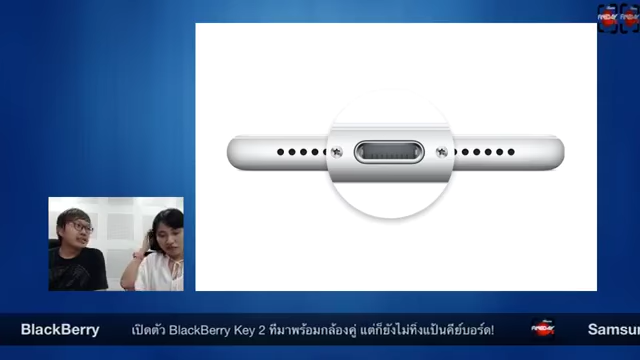 BlackBerry เปิดตัว BlackBerry Key 2 ที่มาพร้อมกล้องคู่ แต่ก็ยังไม่ทิ้งแป้นคีย์บอร์ด! Samsu